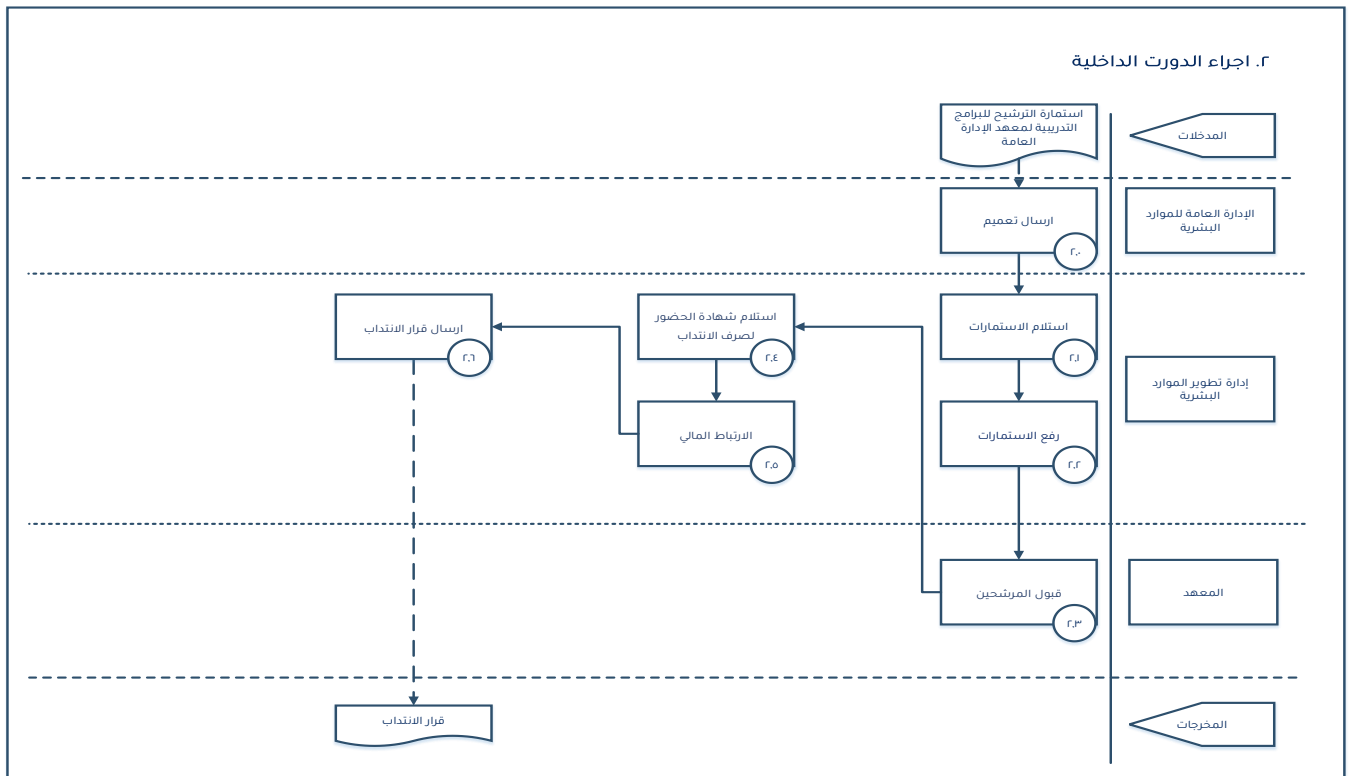 ٢. اجراء الدورت الداخلية
المدخلات
استمارة الترشيح للبرامج
التدريبية لمعهد الإدارة
العامة
الإدارة العامة للموارد
البشرية
ارسال تعميم
٢.٠
إدارة تطوير الموارد
البشرية
استلام الاستمارات
٢.١
رفع الاستمارات
٢.٢
استلام شهادة الحضور
لصرف الانتداب
٢.٤
الارتباط المالي
٢.٥
ارسال قرار الانتداب
٢.٦
المعهد
قبول المرشحين
٢.٣
المخرجات
قرار الانتداب